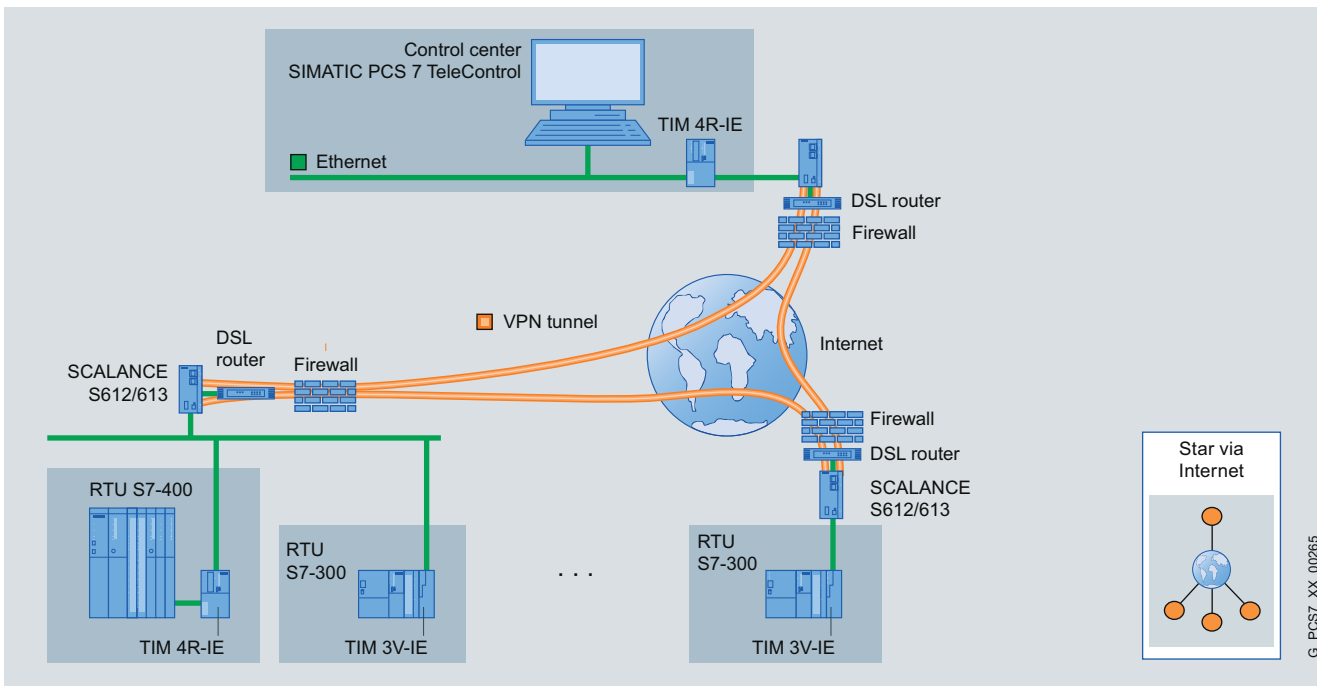 Control center
SIMATIC PCS 7 TeleControl
TIM 4R-IE
Ethernet
DSL router
Firewall
VPN tunnel
Internet
DSL
router
Firewall
SCALANCE
S612/613
Firewall
DSL router
SCALANCE
S612/613
Star via
Internet
RTU S7-400
RTU
S7-300
. . .
RTU
S7-300
TIM 4R-IE
TIM 3V-IE
TIM 3V-IE
G_PCS7_XX_00265